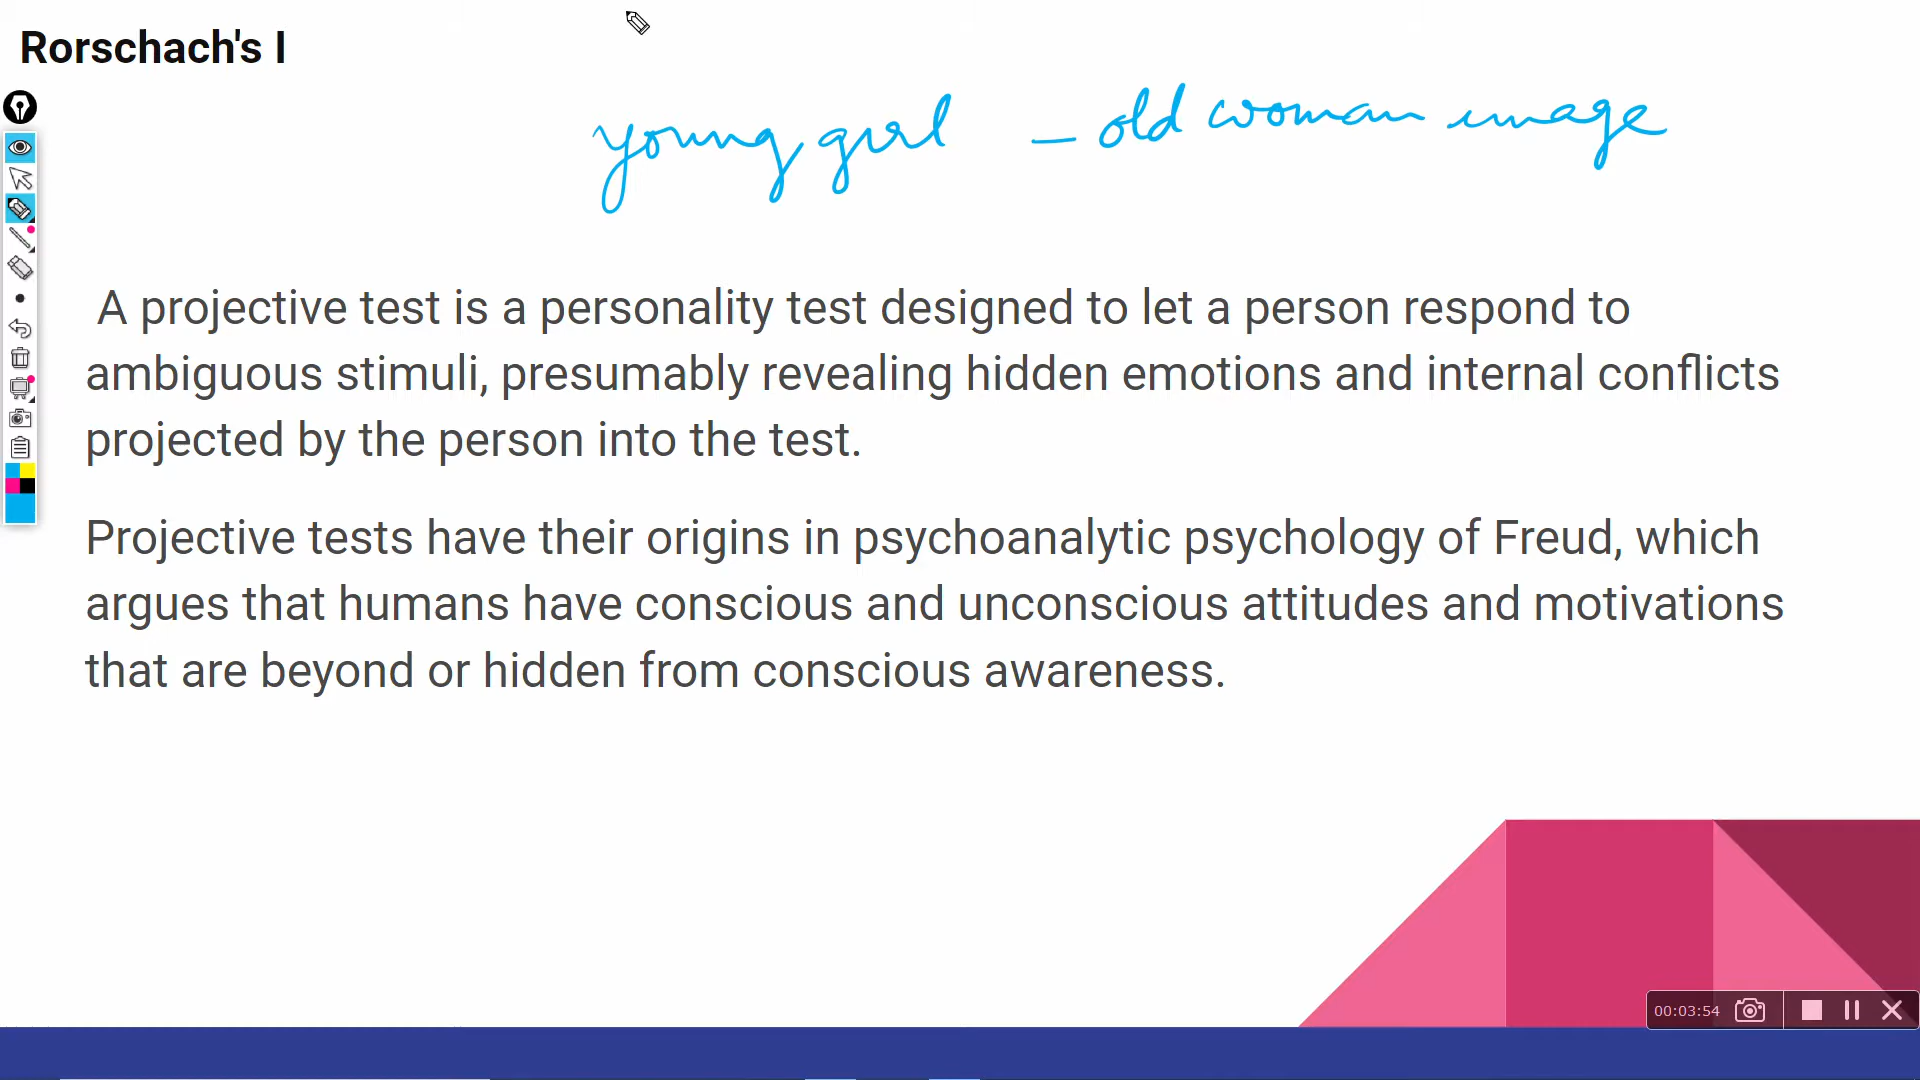 Rorschach's I
young girl – old woman image
A projective test is a personality test designed to let a person respond to
ambiguous stimuli, presumably revealing hidden emotions and internal conflicts
projected by the person into the test.
Projective tests have their origins in psychoanalytic psychology of Freud, which
argues that humans have conscious and unconscious attitudes and motivations
that are beyond or hidden from conscious awareness.
00:03:54